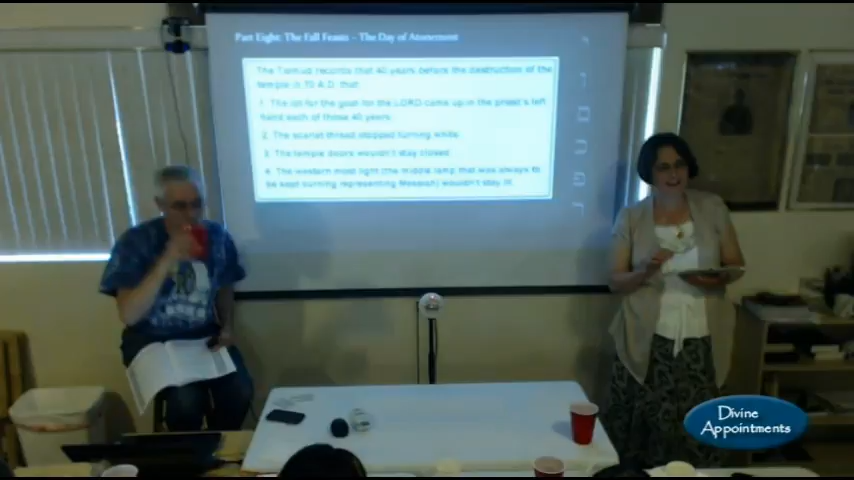 Part Eight: The Fall Feasts – The Day of Atonement
The Talmud records that 40 years before the destruction of the
temple in 70 A.D. that:
1. The lot for the goat for the LORD came up in the priest's left
hand each of those 40 years.
2. The scarlet thread stopped turning white.
3. The temple doors wouldn't stay closed.
4. The western most light (the middle lamp that was always to
be kept burning representing Messiah) wouldn't stay lit.
Divine
Appointments